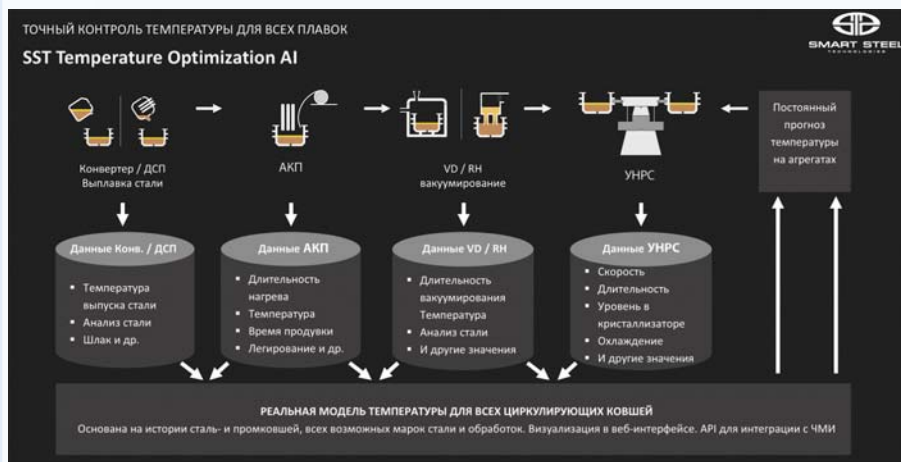 ТОЧНЫЙ КОНТРОЛЬ ТЕМПЕРАТУРЫ ДЛЯ ВСЕХ ПЛАВОК
SST Temperature Optimization AI
SMART STEEL
TECHNOLOGIES
Конвертер / ДСП
Выплавка стали
АКП
VD / RH
вакуумирование
УНРС
Постоянный
прогноз
температуры
на агрегатах
Данные Конв. / ДСП
▪ Температура
выпуска стали
▪ Анализ стали
▪ Шлак и др.
Данные АКП
▪ Длительность
нагрева
▪ Температура
▪ Время продувки
▪ Легирование и др.
Данные VD / RH
▪ Длительность
вакуумирования
Температура
▪ Анализ стали
▪ И другие значения
Данные УНРС
▪ Скорость
▪ Длительность
▪ Уровень в
кристаллизаторе
▪ Охлаждение
▪ И другие значения
РЕАЛЬНАЯ МОДЕЛЬ ТЕМПЕРАТУРЫ ДЛЯ ВСЕХ ЦИРКУЛИРУЮЩИХ КОВШЕЙ
Основана на истории сталь- и промковшей, всех возможных марок стали и обработок. Визуализация в веб-интерфейсе. API для интеграции с ЧМИ